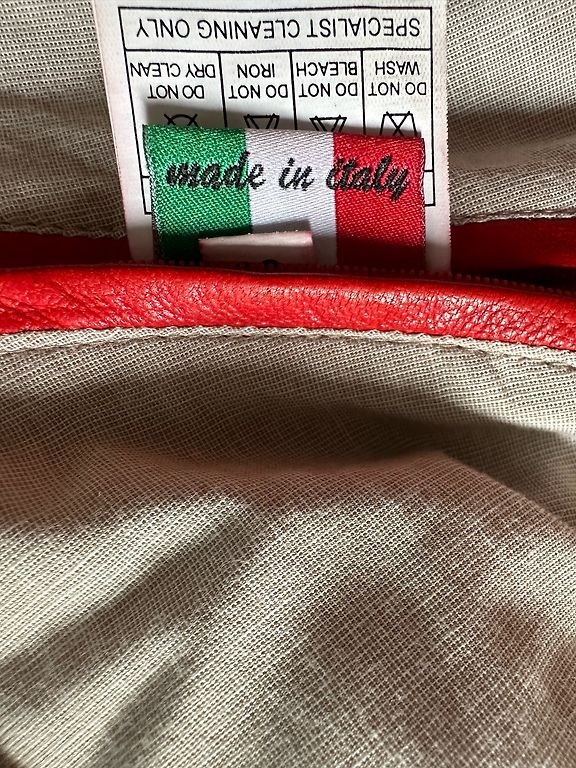 made in italy
SPECIALIST CLEANING ONLY
DO NOT WASH
DO NOT BLEACH
DO NOT IRON
DO NOT DRY CLEAN